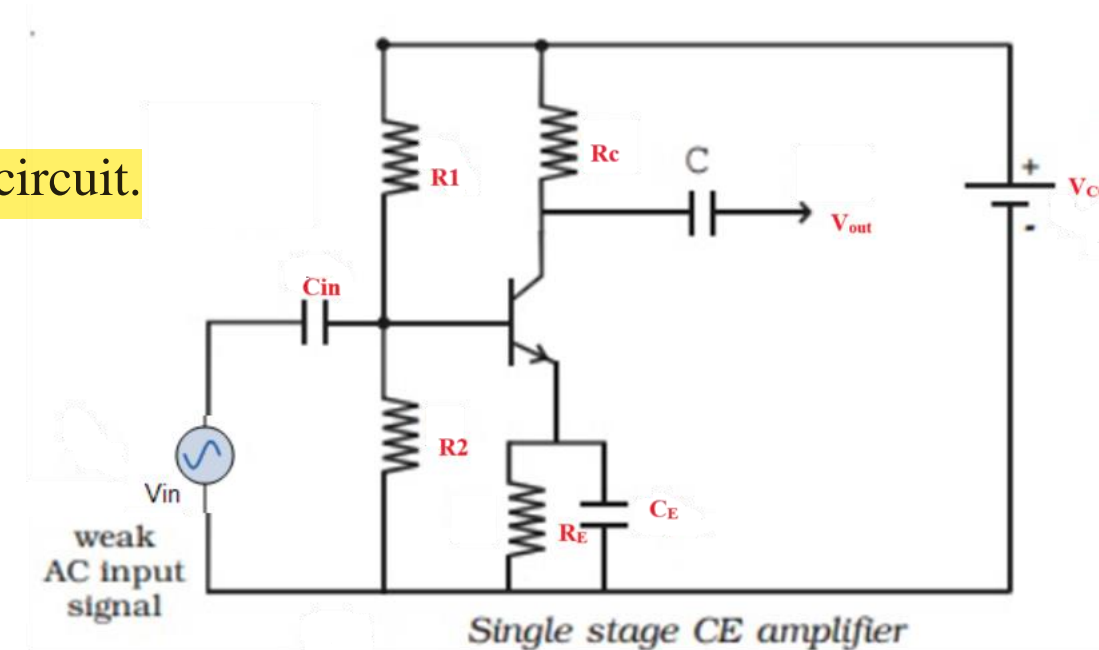 circuit.
R1
Rc
C
+
Vout
-
Cin
R2
Vin
CE
RE
weak
AC input
signal
Single stage CE amplifier